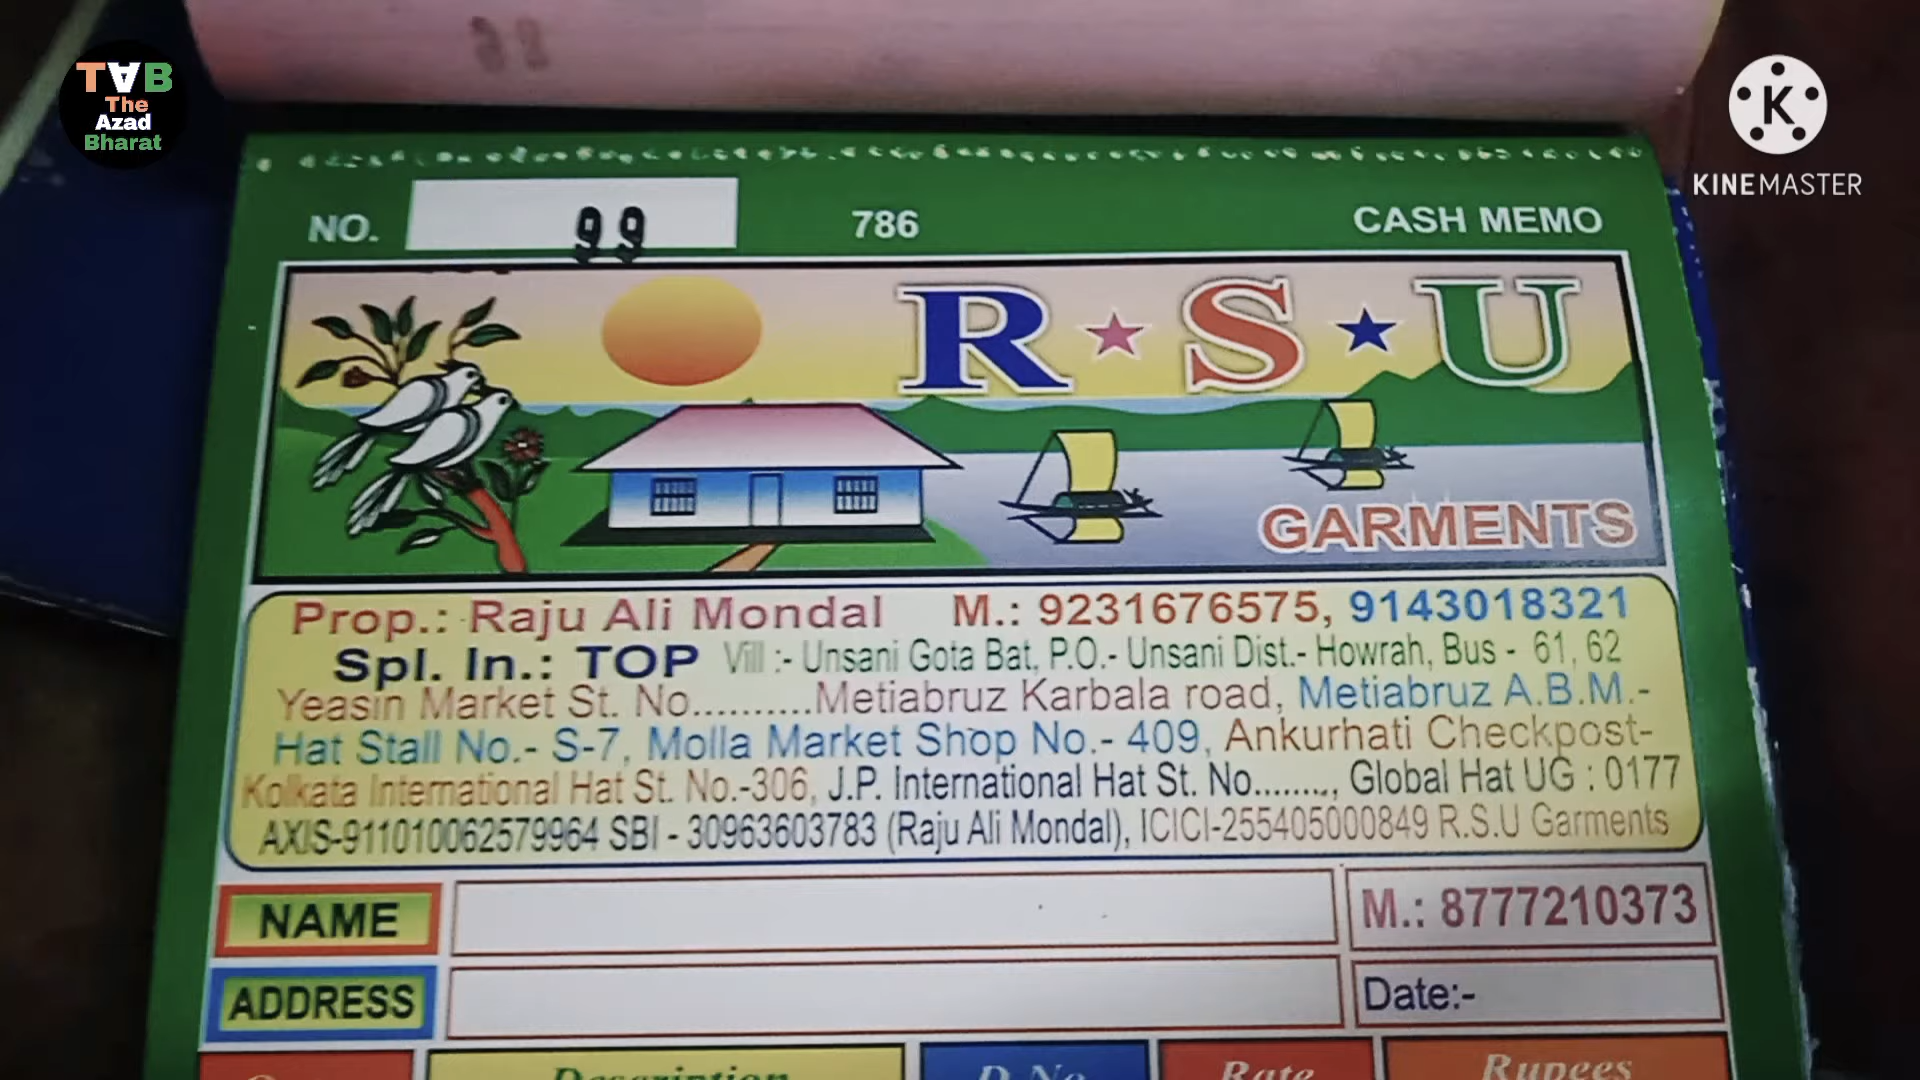 TAB
The
Azad
Bharat
KINEMASTER
NO. 99 786 CASH MEMO
R★S★U
GARMENTS
Prop.: Raju Ali Mondal M.: 9231676575, 9143018321
Spl. In.: TOP Vill :- Unsani Gota Bat, P.O.- Unsani Dist.- Howrah, Bus - 61, 62
Yeasin Market St. No..........Metiabruz Karbala road, Metiabruz A.B.M.-
Hat Stall No.- S-7, Molla Market Shop No.- 409, Ankurhati Checkpost-
Kolkata International Hat St. No.-306, J.P. International Hat St. No........, Global Hat UG : 0177
AXIS-911010062579964 SBI - 30963603783 (Raju Ali Mondal), ICICI-255405000849 R.S.U Garments
NAME M.: 8777210373
ADDRESS Date:-
Description D.No. Rate Rupees